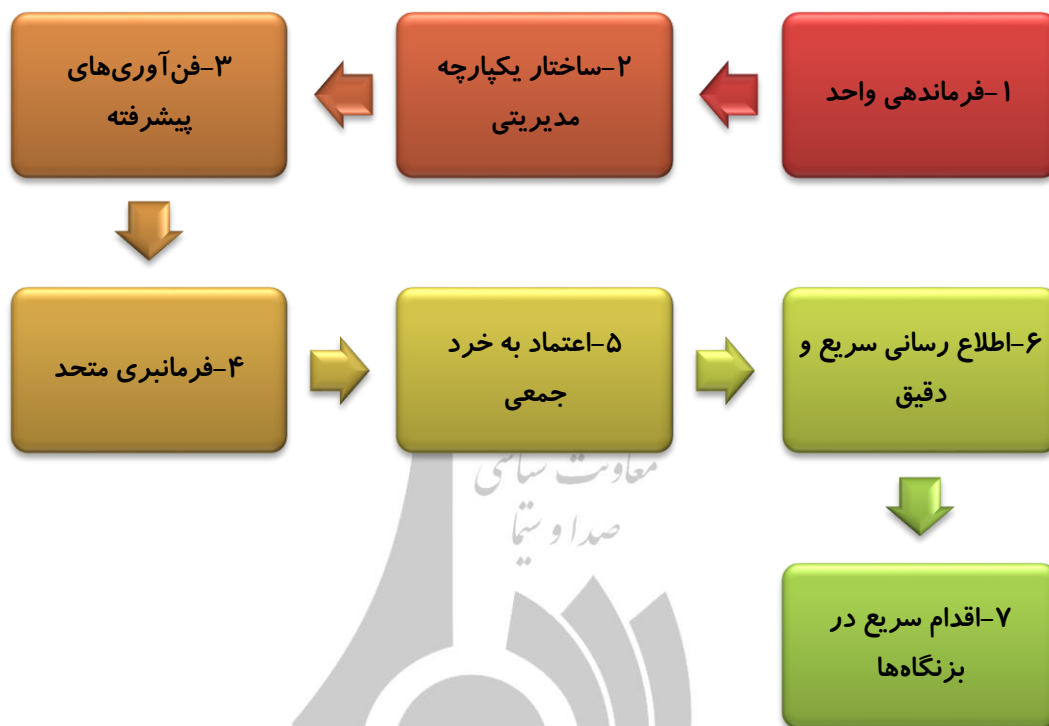 ۱-فرماندهی واحد
۲-ساختار یکپارچه
مدیریتی
۳-فن‌آوری‌های
پیشرفته
۴-فرمانبری متحد
۵-اعتماد به خرد
جمعی
۶-اطلاع رسانی سریع و
دقیق
۷-اقدام سریع در
بزنگاه‌ها
معاونت سیاسی
صدا و سیما